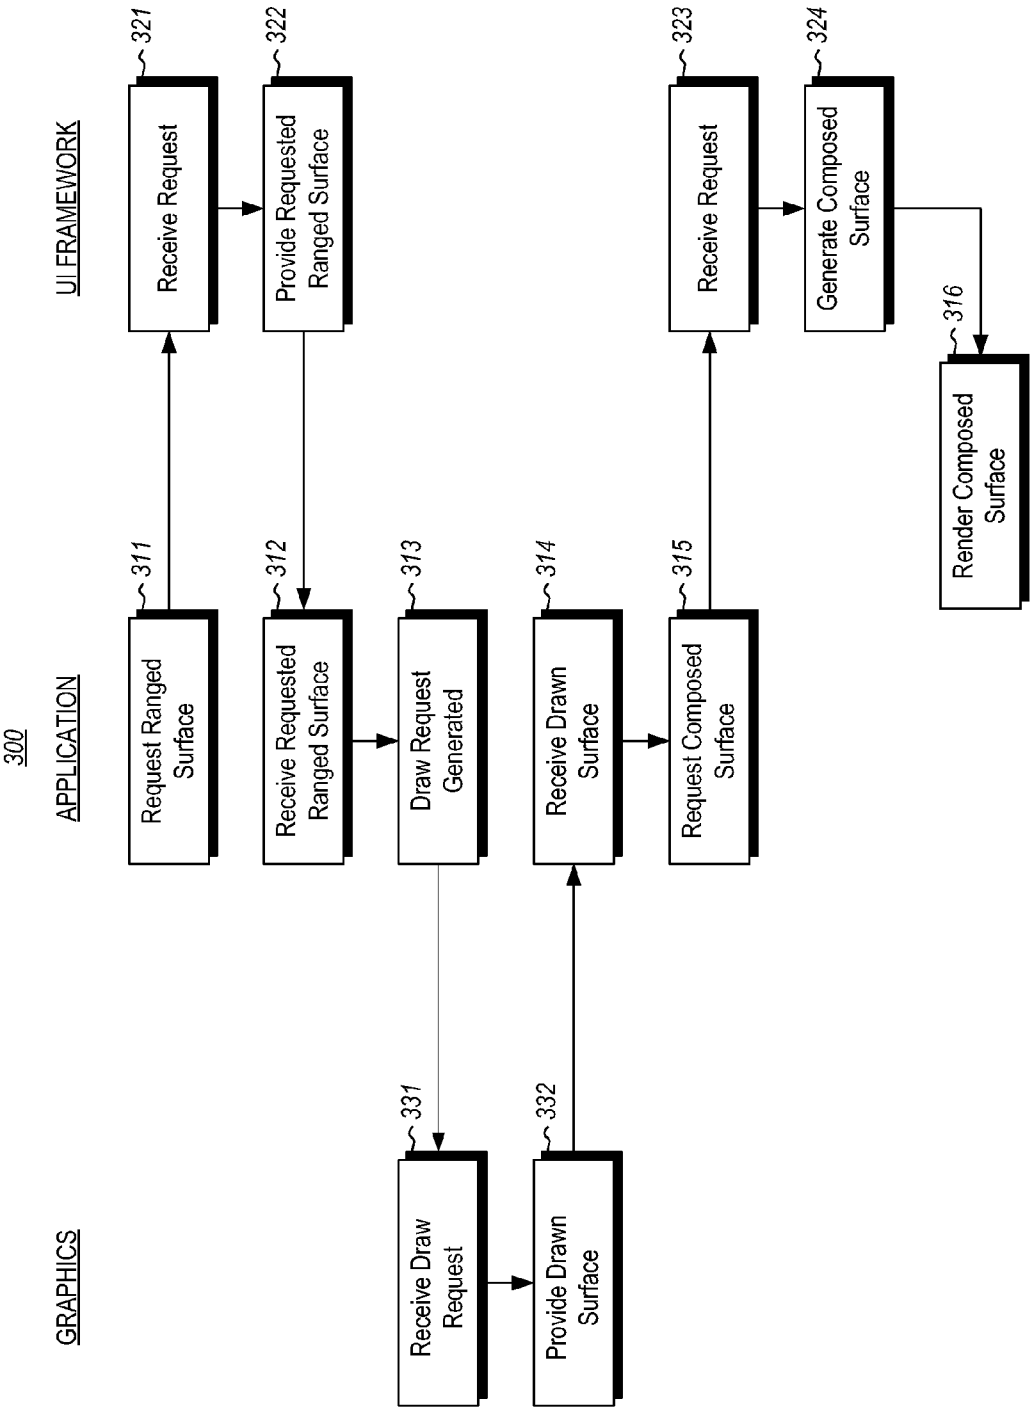 300
GRAPHICS
APPLICATION
UI FRAMEWORK
311
Request Ranged
Surface
321
Receive Request
322
Provide Requested
Ranged Surface
312
Receive Requested
Ranged Surface
313
Draw Request
Generated
331
Receive Draw
Request
332
Provide Drawn
Surface
314
Receive Drawn
Surface
315
Request Composed
Surface
323
Receive Request
324
Generate Composed
Surface
316
Render Composed
Surface